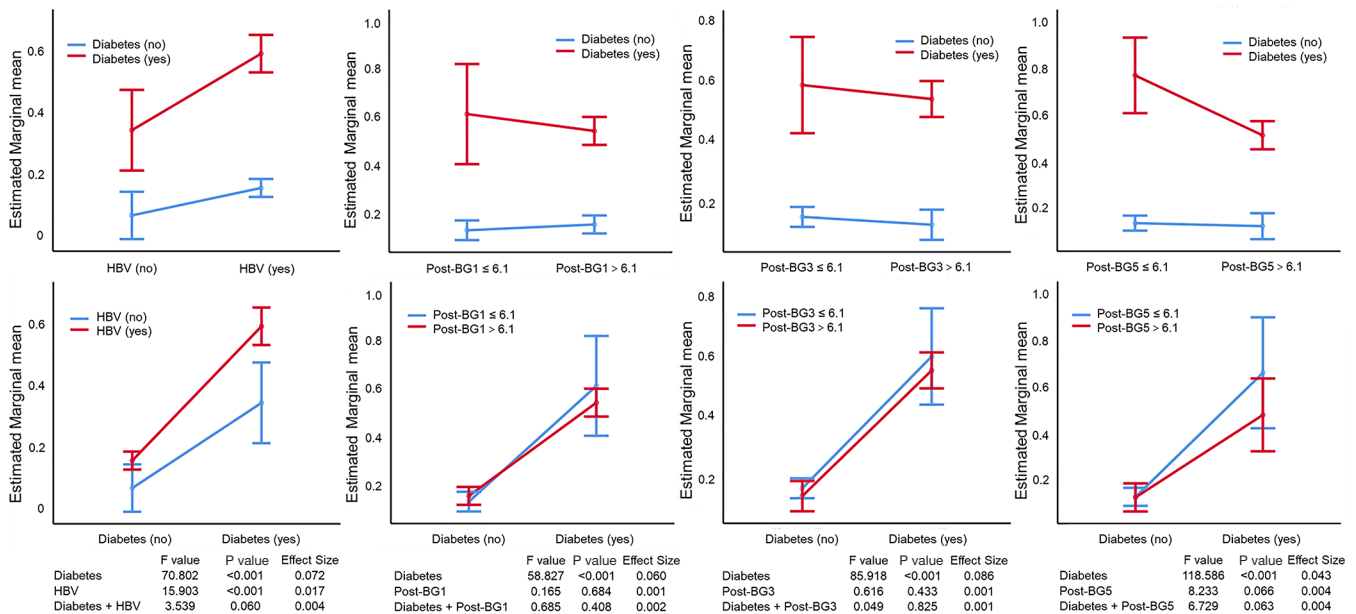 Estimated Marginal mean
0.6
0.4
0.2
0
Diabetes (no)
Diabetes (yes)
HBV (no)
HBV (yes)
Estimated Marginal mean
1.0
0.8
0.6
0.4
0.2
Diabetes (no)
Diabetes (yes)
Post-BG1 ≤ 6.1
Post-BG1 > 6.1
Estimated Marginal mean
0.8
0.6
0.4
0.2
Diabetes (no)
Diabetes (yes)
Post-BG3 ≤ 6.1
Post-BG3 > 6.1
Estimated Marginal mean
1.0
0.8
0.6
0.4
0.2
Diabetes (no)
Diabetes (yes)
Post-BG5 ≤ 6.1
Post-BG5 > 6.1
Estimated Marginal mean
0.6
0.4
0.2
0
HBV (no)
HBV (yes)
Diabetes (no)
Diabetes (yes)
F value P value Effect Size
Diabetes 70.802 <0.001 0.072
HBV 15.903 <0.001 0.017
Diabetes + HBV 3.539 0.060 0.004
Estimated Marginal mean
1.0
0.8
0.6
0.4
0.2
Post-BG1 ≤ 6.1
Post-BG1 > 6.1
Diabetes (no)
Diabetes (yes)
F value P value Effect Size
Diabetes 58.827 <0.001 0.060
Post-BG1 0.165 0.684 0.001
Diabetes + Post-BG1 0.685 0.408 0.002
Estimated Marginal mean
0.8
0.6
0.4
0.2
Post-BG3 ≤ 6.1
Post-BG3 > 6.1
Diabetes (no)
Diabetes (yes)
F value P value Effect Size
Diabetes 85.918 <0.001 0.086
Post-BG3 0.616 0.433 0.001
Diabetes + Post-BG3 0.049 0.825 0.001
Estimated Marginal mean
1.0
0.8
0.6
0.4
0.2
Post-BG5 ≤ 6.1
Post-BG5 > 6.1
Diabetes (no)
Diabetes (yes)
F value P value Effect Size
Diabetes 118.586 <0.001 0.043
Post-BG5 8.233 0.066 0.004
Diabetes + Post-BG5 6.729 0.063 0.004